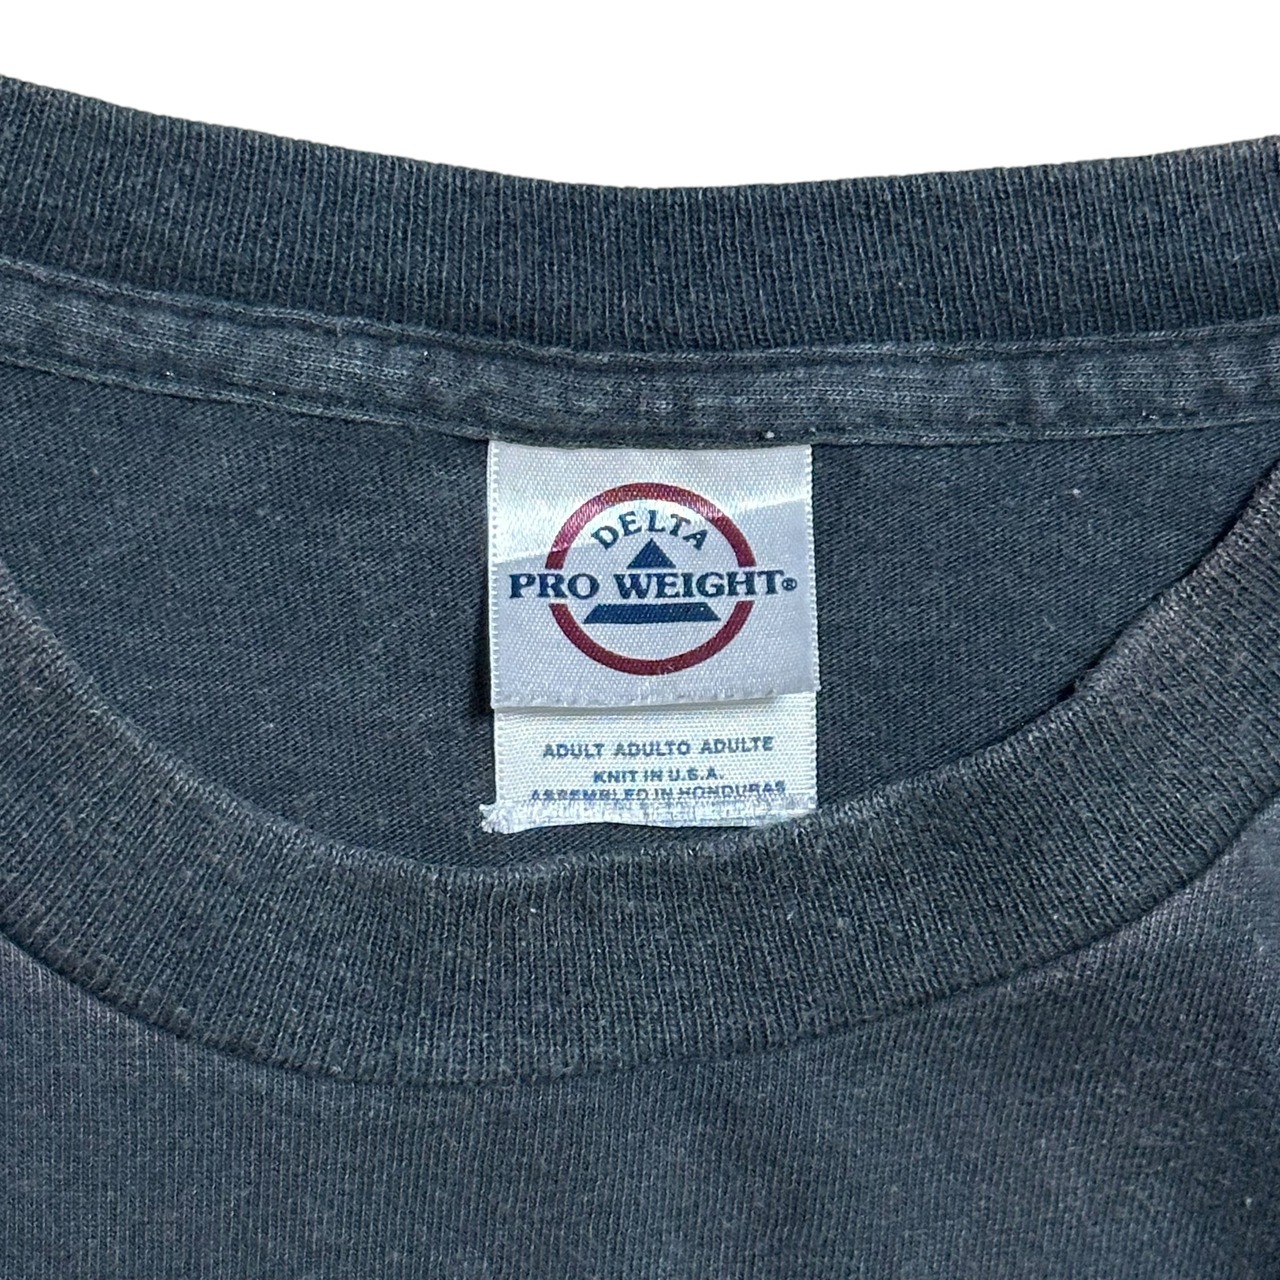 DELTA
PRO WEIGHT®
ADULT ADULTO ADULTE
KNIT IN U.S.A.
ASSEMBLED IN HONDURAS